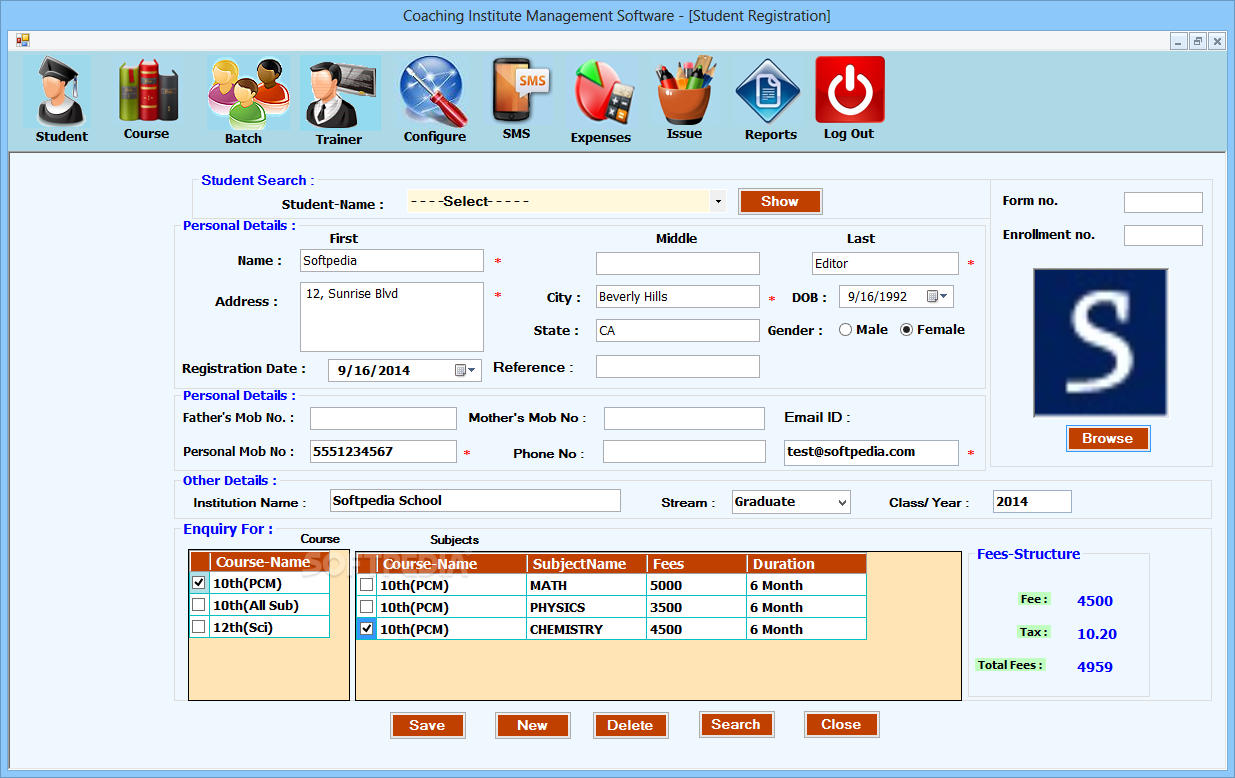 Coaching Institute Management Software - [Student Registration]
Student Course Batch Trainer Configure SMS SMS Expenses Issue Reports Log Out
Student Search :
Student-Name : ----Select----- Show
Form no.
Enrollment no.
S
Browse
Personal Details :
First Middle Last
Name : Softpedia * Editor *
Address : 12, Sunrise Blvd * City : Beverly Hills * DOB : 9/16/1992
State : CA Gender : Male Female
Registration Date : 9/16/2014 Reference :
Personal Details :
Father's Mob No. : Mother's Mob No : Email ID :
Personal Mob No : 5551234567 * Phone No : test@softpedia.com *
Other Details :
Institution Name : Softpedia School Stream : Graduate Class/ Year : 2014
Enquiry For :
Course
Course-Name
10th(PCM)
10th(All Sub)
12th(Sci)
Subjects
Course-Name SubjectName Fees Duration
10th(PCM) MATH 5000 6 Month
10th(PCM) PHYSICS 3500 6 Month
10th(PCM) CHEMISTRY 4500 6 Month
SOFTPEDIA
Fees-Structure
Fee : 4500
Tax : 10.20
Total Fees : 4959
Save New Delete Search Close